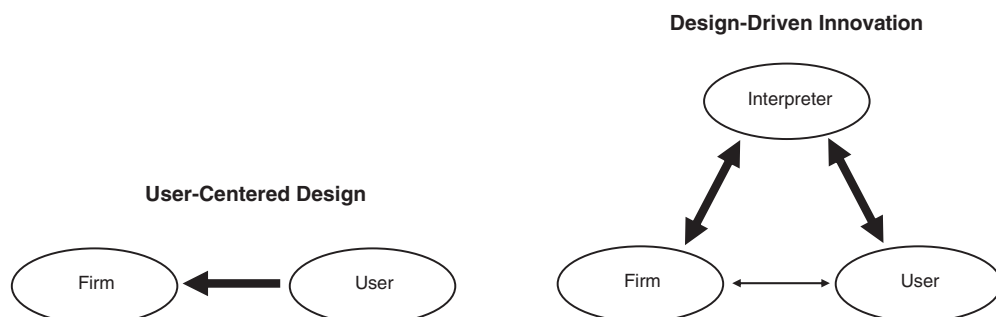 User-Centered Design
Firm
User
Design-Driven Innovation
Interpreter
Firm
User